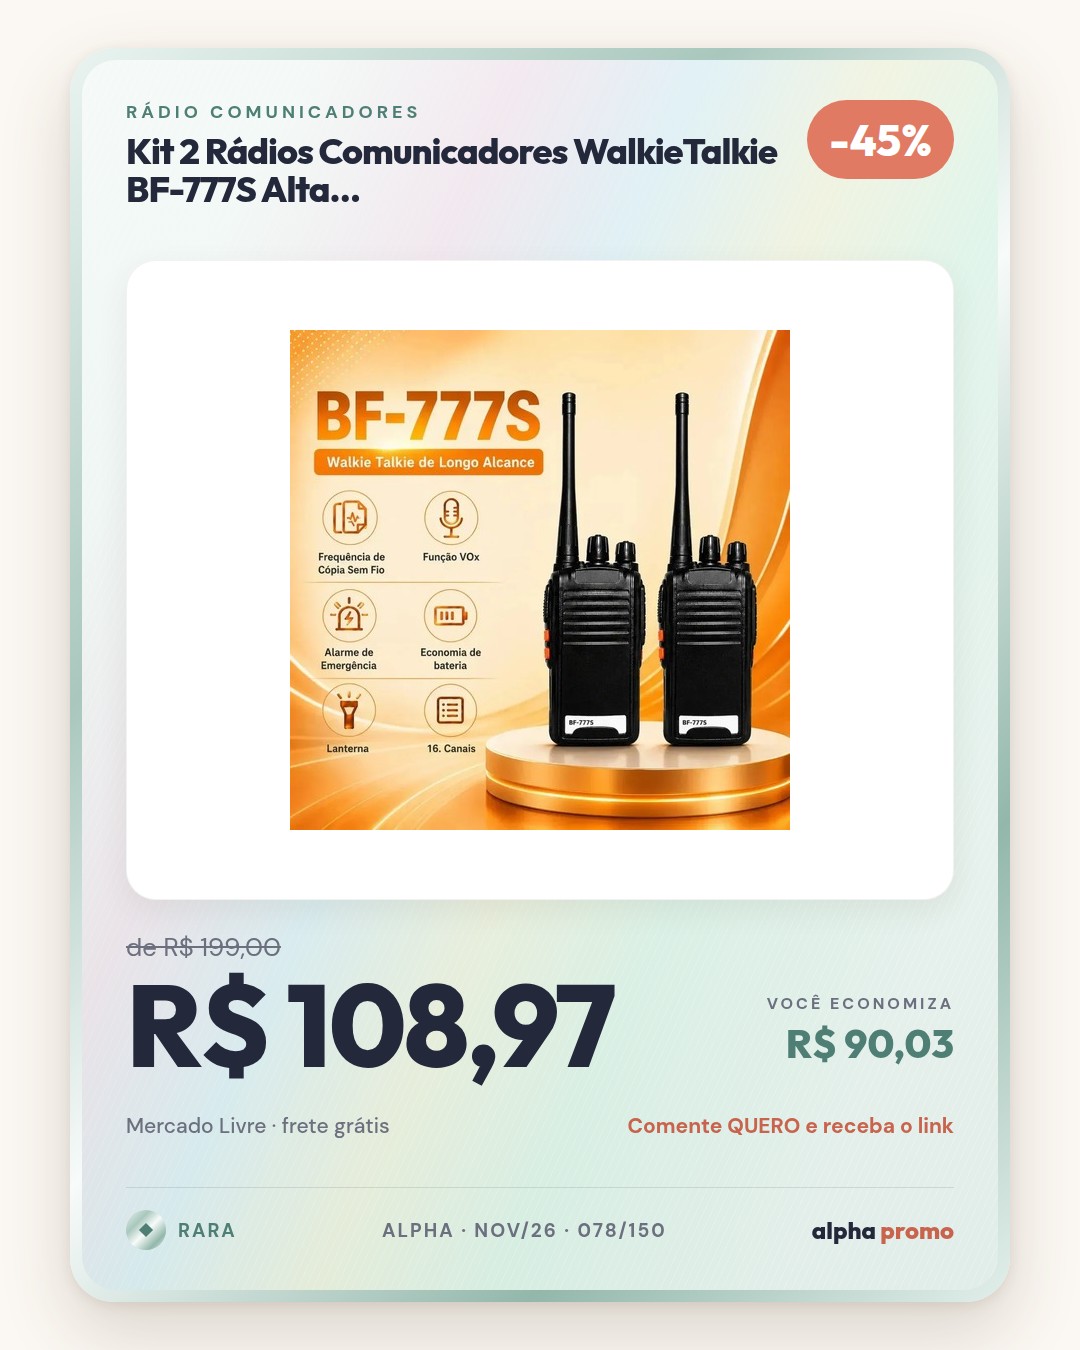 RÁDIO COMUNICADORES
Kit 2 Rádios Comunicadores WalkieTalkie
BF-777S Alta...
-45%
BF-777S
Walkie Talkie de Longo Alcance
Frequência de
Cópia Sem Fio
Função VOx
Alarme de
Emergência
Economia de
bateria
Lanterna
16. Canais
BF-777S
BF-777S
de R$ 199,00
R$ 108,97
VOCÊ ECONOMIZA
R$ 90,03
Mercado Livre · frete grátis
Comente QUERO e receba o link
RARA
ALPHA · NOV/26 · 078/150
alpha promo